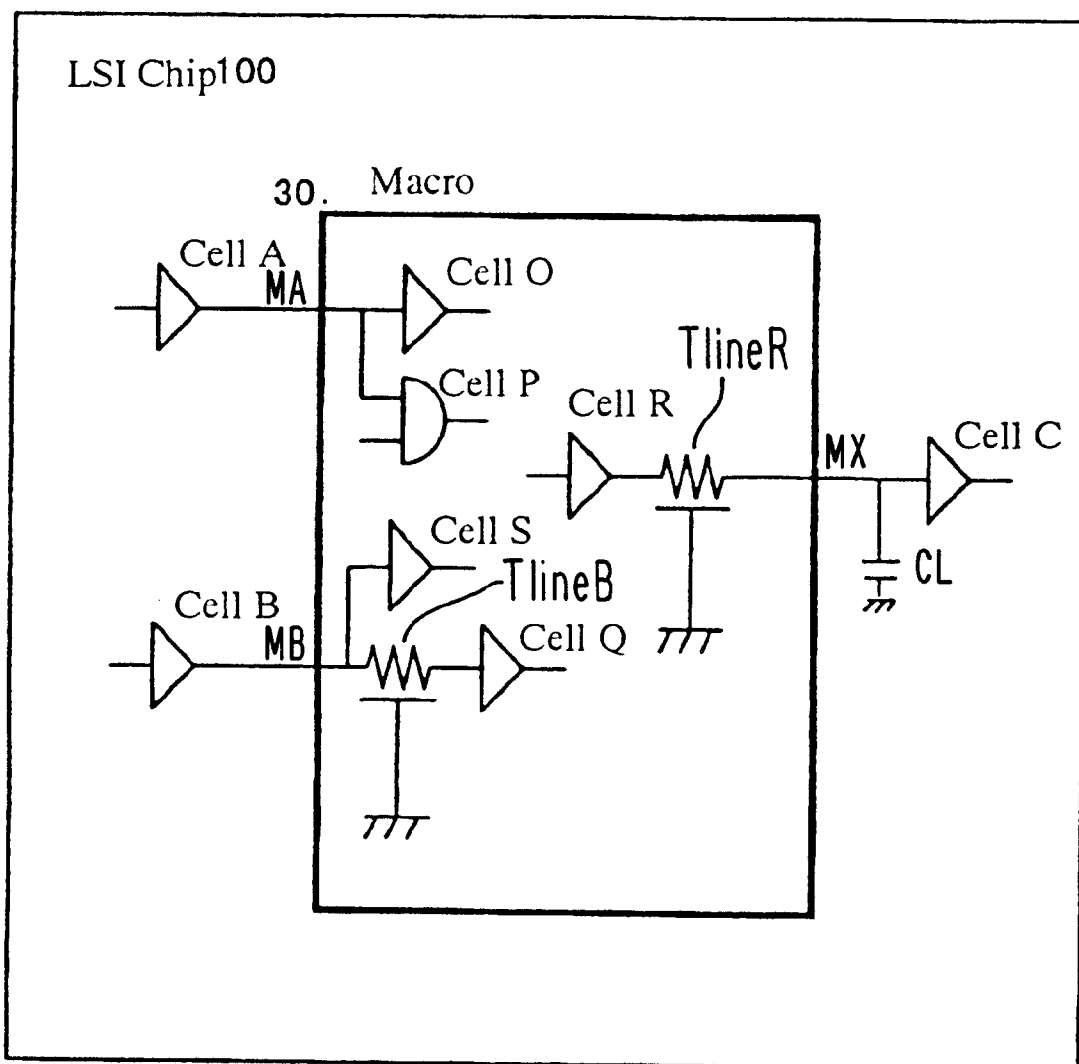 LSI Chip100
30. Macro
Cell A
MA
Cell O
Cell P
TlineR
Cell R
MX
Cell C
CL
Cell S
TlineB
Cell B
MB
Cell Q